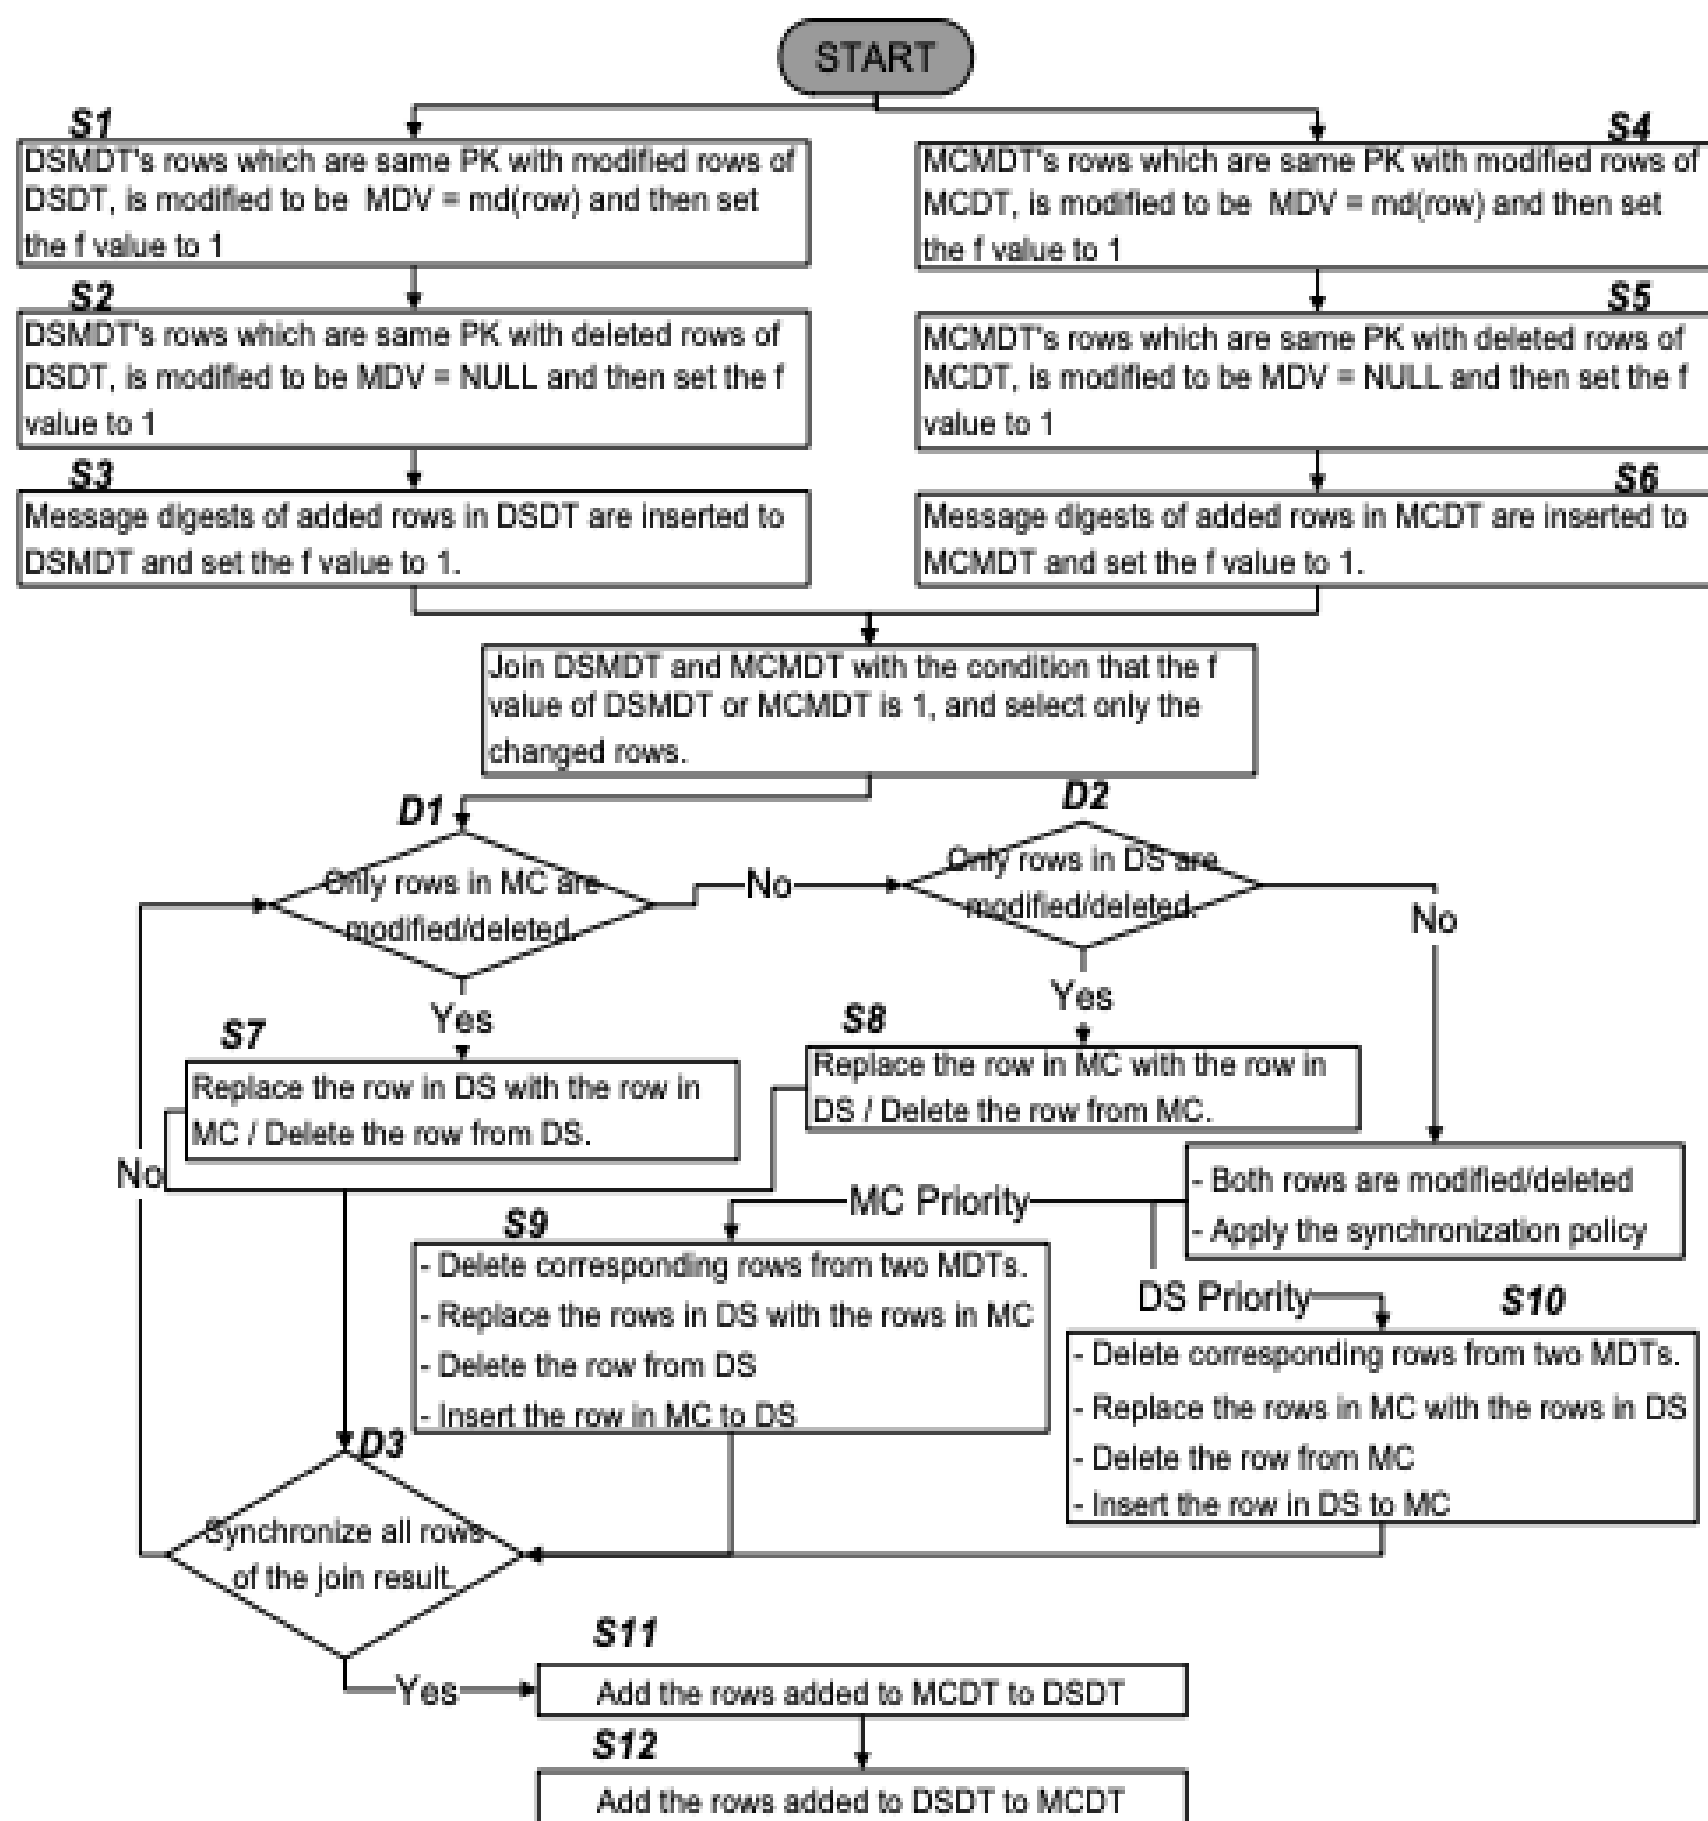 START
S1
DSMDT's rows which are same PK with modified rows of
DSDT, is modified to be MDV = md(row) and then set
the f value to 1
S4
MCMDT's rows which are same PK with modified rows of
MCDT, is modified to be MDV = md(row) and then set
the f value to 1
S2
DSMDT's rows which are same PK with deleted rows of
DSDT, is modified to be MDV = NULL and then set the f
value to 1
S5
MCMDT's rows which are same PK with deleted rows of
MCDT, is modified to be MDV = NULL and then set the f
value to 1
S3
Message digests of added rows in DSDT are inserted to
DSMDT and set the f value to 1.
S6
Message digests of added rows in MCDT are inserted to
MCMDT and set the f value to 1.
Join DSMDT and MCMDT with the condition that the f
value of DSMDT or MCMDT is 1, and select only the
changed rows.
D1
Only rows in MC are
modified/deleted.
No
D2
Only rows in DS are
modified/deleted.
No
Yes
Yes
S7
Replace the row in DS with the row in
MC / Delete the row from DS.
S8
Replace the row in MC with the row in
DS / Delete the row from MC.
No
- Both rows are modified/deleted
- Apply the synchronization policy
MC Priority
S9
- Delete corresponding rows from two MDTs.
- Replace the rows in DS with the rows in MC
- Delete the row from DS
- Insert the row in MC to DS
DS Priority
S10
- Delete corresponding rows from two MDTs.
- Replace the rows in MC with the rows in DS
- Delete the row from MC
- Insert the row in DS to MC
D3
Synchronize all rows
of the join result.
Yes
S11
Add the rows added to MCDT to DSDT
S12
Add the rows added to DSDT to MCDT